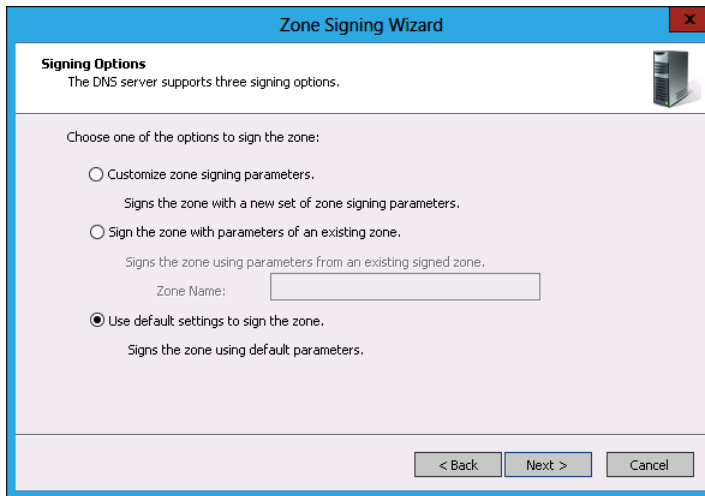 Zone Signing Wizard
x
Signing Options
The DNS server supports three signing options.
Choose one of the options to sign the zone:
Customize zone signing parameters.
Signs the zone with a new set of zone signing parameters.
Sign the zone with parameters of an existing zone.
Signs the zone using parameters from an existing signed zone.
Zone Name:
Use default settings to sign the zone.
Signs the zone using default parameters.
< Back Next > Cancel